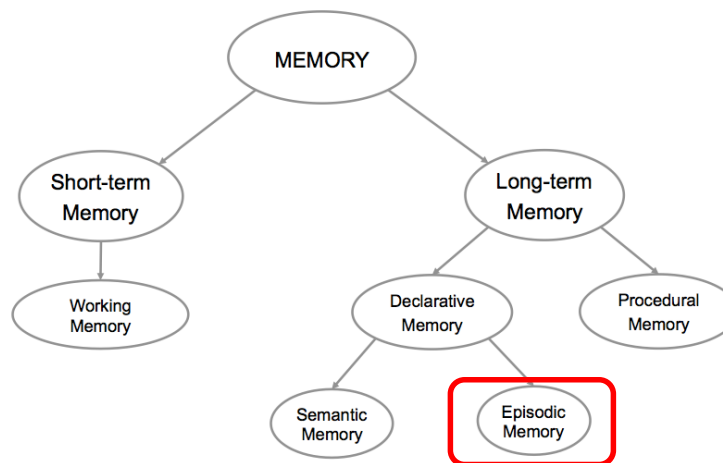 MEMORY
Short-term
Memory
Long-term
Memory
Working
Memory
Declarative
Memory
Procedural
Memory
Semantic
Memory
Episodic
Memory